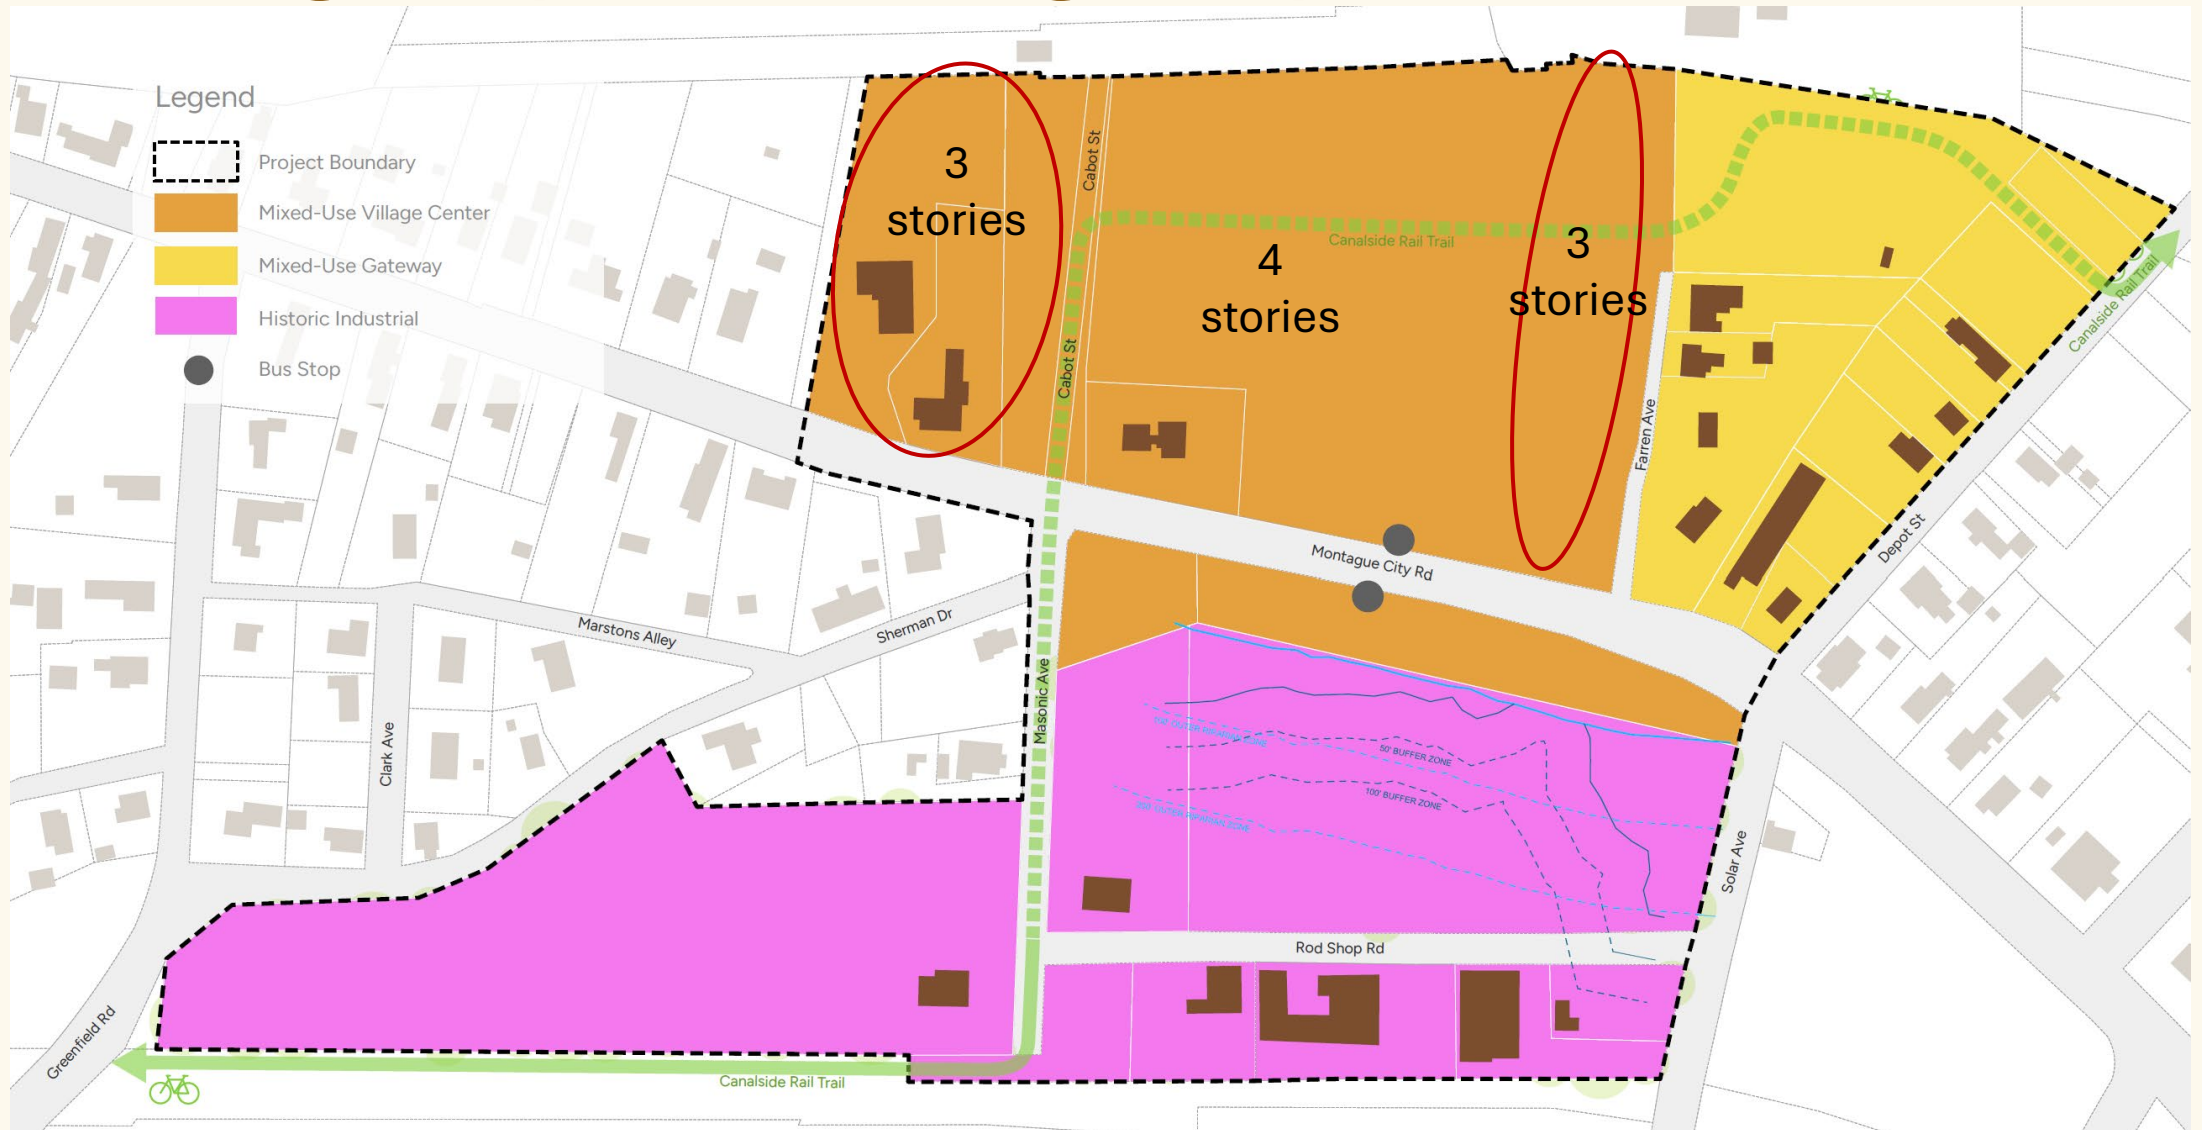 Legend
Project Boundary
Mixed-Use Village Center
Mixed-Use Gateway
Historic Industrial
Bus Stop
3
stories
Cabot St
4
stories
Canalside Rail Trail
3
stories
Cabot St
Farren Ave
Canalside Rail Trail
Depot St
Montague City Rd
Marstons Alley
Sherman Dr
Masonic Ave
Clark Ave
50' BUFFER ZONE
100' BUFFER ZONE
Solar Ave
Rod Shop Rd
Greenfield Rd
Canalside Rail Trail